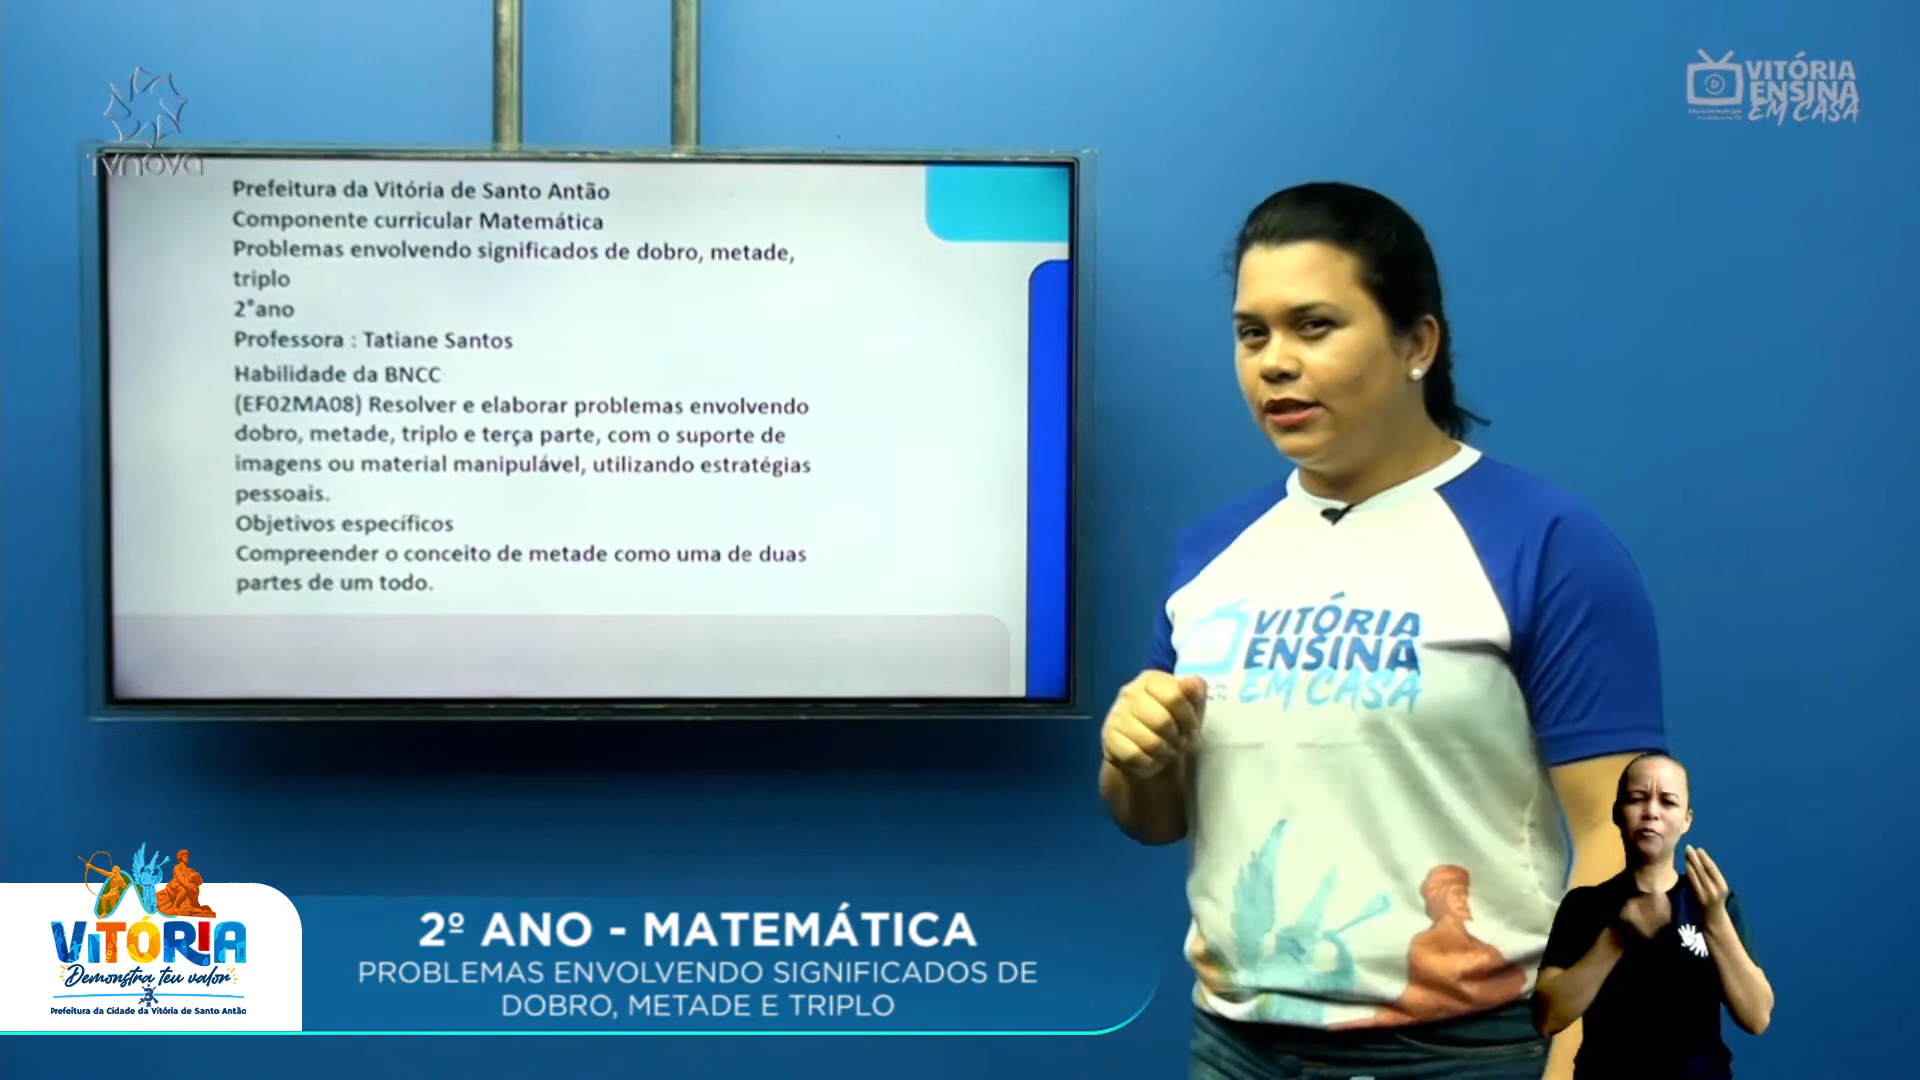 TVNOVA
VITÓRIA
ENSINA
EM CASA
Prefeitura da Vitória de Santo Antão
Componente curricular Matemática
Problemas envolvendo significados de dobro, metade,
triplo
2°ano
Professora : Tatiane Santos
Habilidade da BNCC
(EF02MA08) Resolver e elaborar problemas envolvendo
dobro, metade, triplo e terça parte, com o suporte de
imagens ou material manipulável, utilizando estratégias
pessoais.
Objetivos específicos
Compreender o conceito de metade como uma de duas
partes de um todo.
VITÓRIA
ENSINA
EM CASA
VITÓRIA
Demonstra teu valor
Prefeitura da Cidade da Vitória de Santo Antão
2º ANO - MATEMÁTICA
PROBLEMAS ENVOLVENDO SIGNIFICADOS DE
DOBRO, METADE E TRIPLO